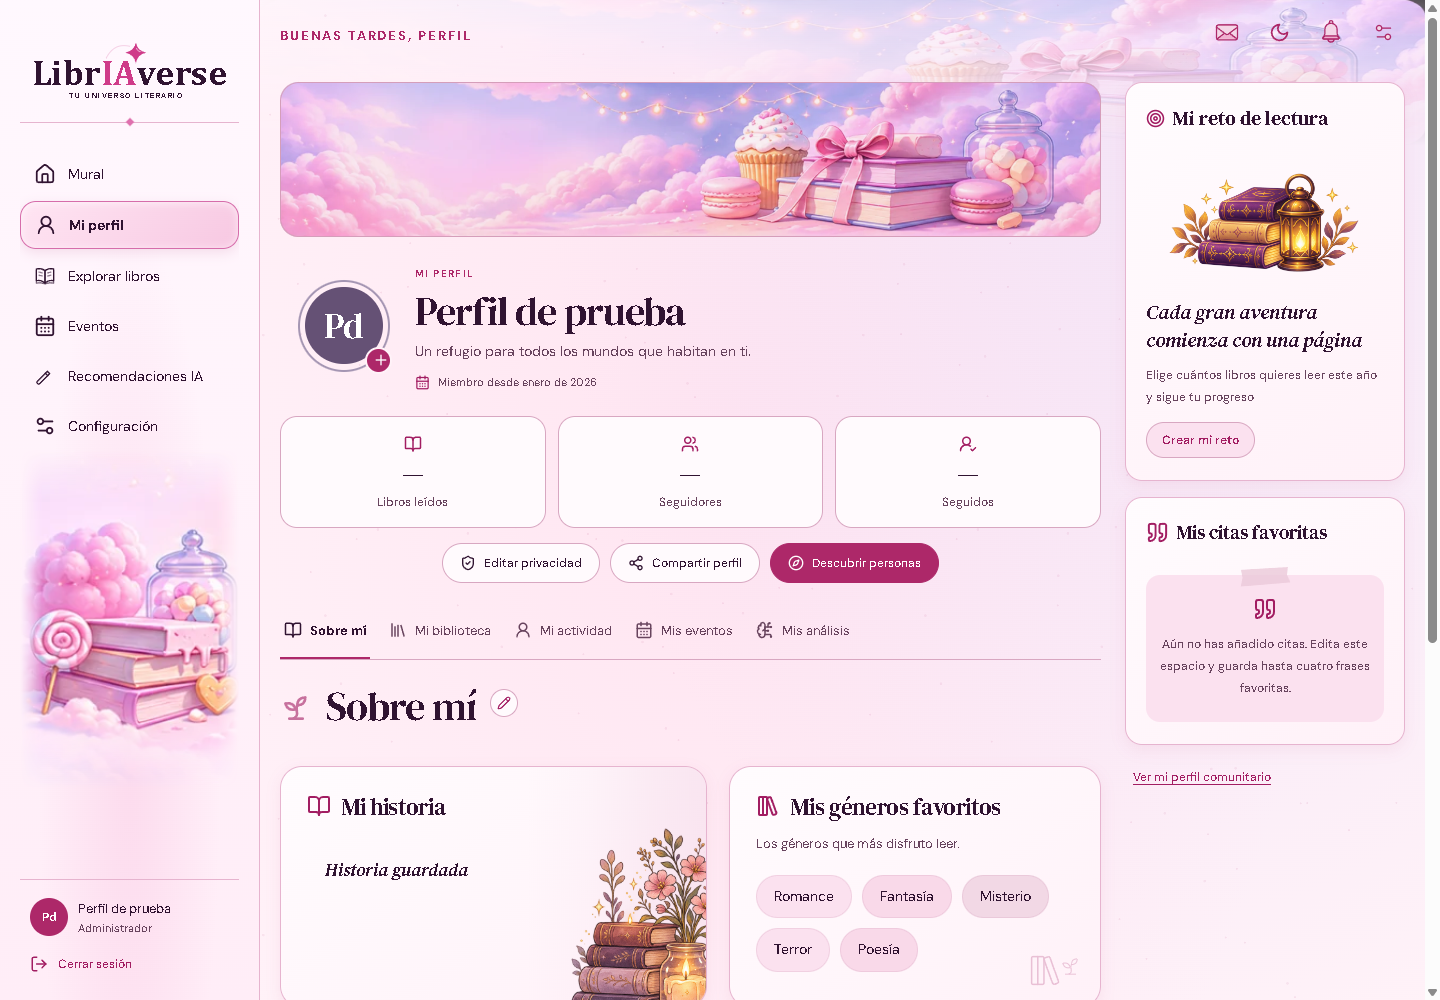 LibrIAverse
TU UNIVERSO LITERARIO
Mural
Mi perfil
Explorar libros
Eventos
Recomendaciones IA
Configuración
Pd
Perfil de prueba
Administrador
Cerrar sesión
BUENAS TARDES, PERFIL
Pd
MI PERFIL
Perfil de prueba
Un refugio para todos los mundos que habitan en ti.
Miembro desde enero de 2026
—
Libros leídos
—
Seguidores
—
Seguidos
Editar privacidad
Compartir perfil
Descubrir personas
Sobre mí
Mi biblioteca
Mi actividad
Mis eventos
Mis análisis
Sobre mí
Mi historia
Historia guardada
Mis géneros favoritos
Los géneros que más disfruto leer.
Romance
Fantasía
Misterio
Terror
Poesía
Mi reto de lectura
Cada gran aventura
comienza con una página
Elige cuántos libros quieres leer este año
y sigue tu progreso
Crear mi reto
Mis citas favoritas
Aún no has añadido citas. Edita este
espacio y guarda hasta cuatro frases
favoritas.
Ver mi perfil comunitario